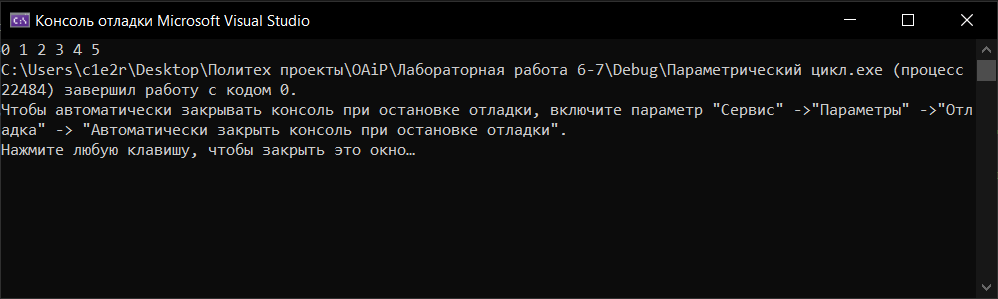 Консоль отладки Microsoft Visual Studio
0 1 2 3 4 5
C:\Users\c1e2r\Desktop\Политех проекты\OAiP\Лабораторная работа 6-7\Debug\Параметрический цикл.exe (процесс
22484) завершил работу с кодом 0.
Чтобы автоматически закрывать консоль при остановке отладки, включите параметр "Сервис" ->"Параметры" ->"Отл
адка" -> "Автоматически закрыть консоль при остановке отладки".
Нажмите любую клавишу, чтобы закрыть это окно…